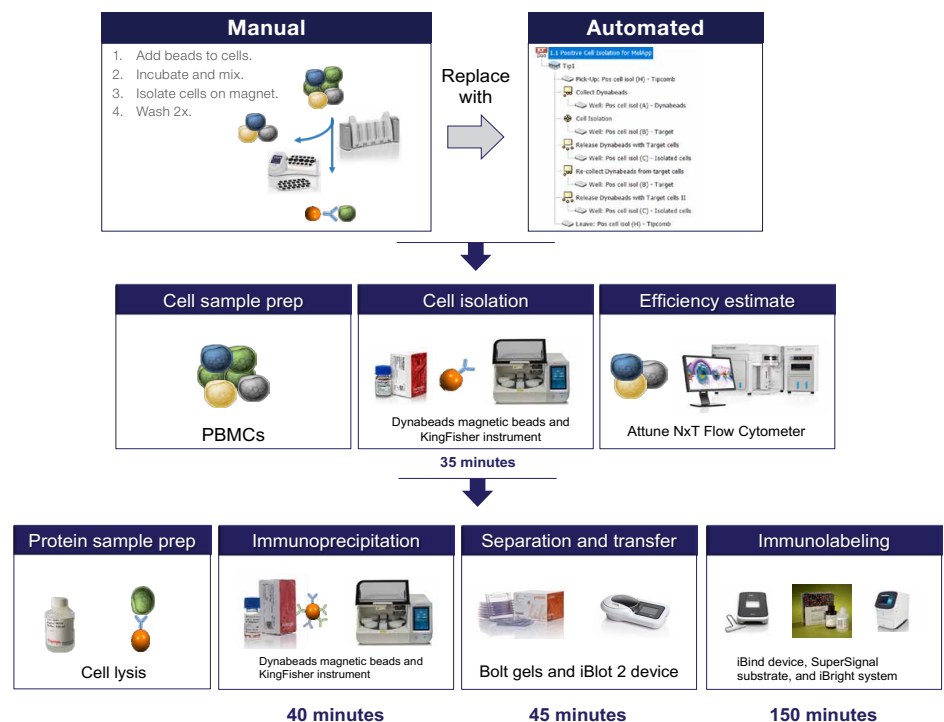 Manual
1. Add beads to cells.
2. Incubate and mix.
3. Isolate cells on magnet.
4. Wash 2x.
Replace
with
Automated
1.1 Positive Cell Isolation for MeiApp
Tip1
Pick-Up: Pos cell isol (H) - Tipcomb
Collect Dynabeads
Well: Pos cell isol (A) - Dynabeads
Cell Isolation
Well: Pos cell isol (B) - Target
Release Dynabeads with Target cells
Well: Pos cell isol (C) - Isolated cells
Re-collect Dynabeads from target cells
Well: Pos cell isol (B) - Target
Release Dynabeads with Target cells II
Well: Pos cell isol (C) - Isolated cells
Leave: Pos cell isol (H) - Tipcomb
Cell sample prep
PBMCs
Cell isolation
Dynabeads magnetic beads and
KingFisher instrument
35 minutes
Efficiency estimate
Attune NxT Flow Cytometer
Protein sample prep
Cell lysis
Immunoprecipitation
Dynabeads magnetic beads and
KingFisher instrument
40 minutes
Separation and transfer
Bolt gels and iBlot 2 device
45 minutes
Immunolabeling
iBind device, SuperSignal
substrate, and iBright system
150 minutes